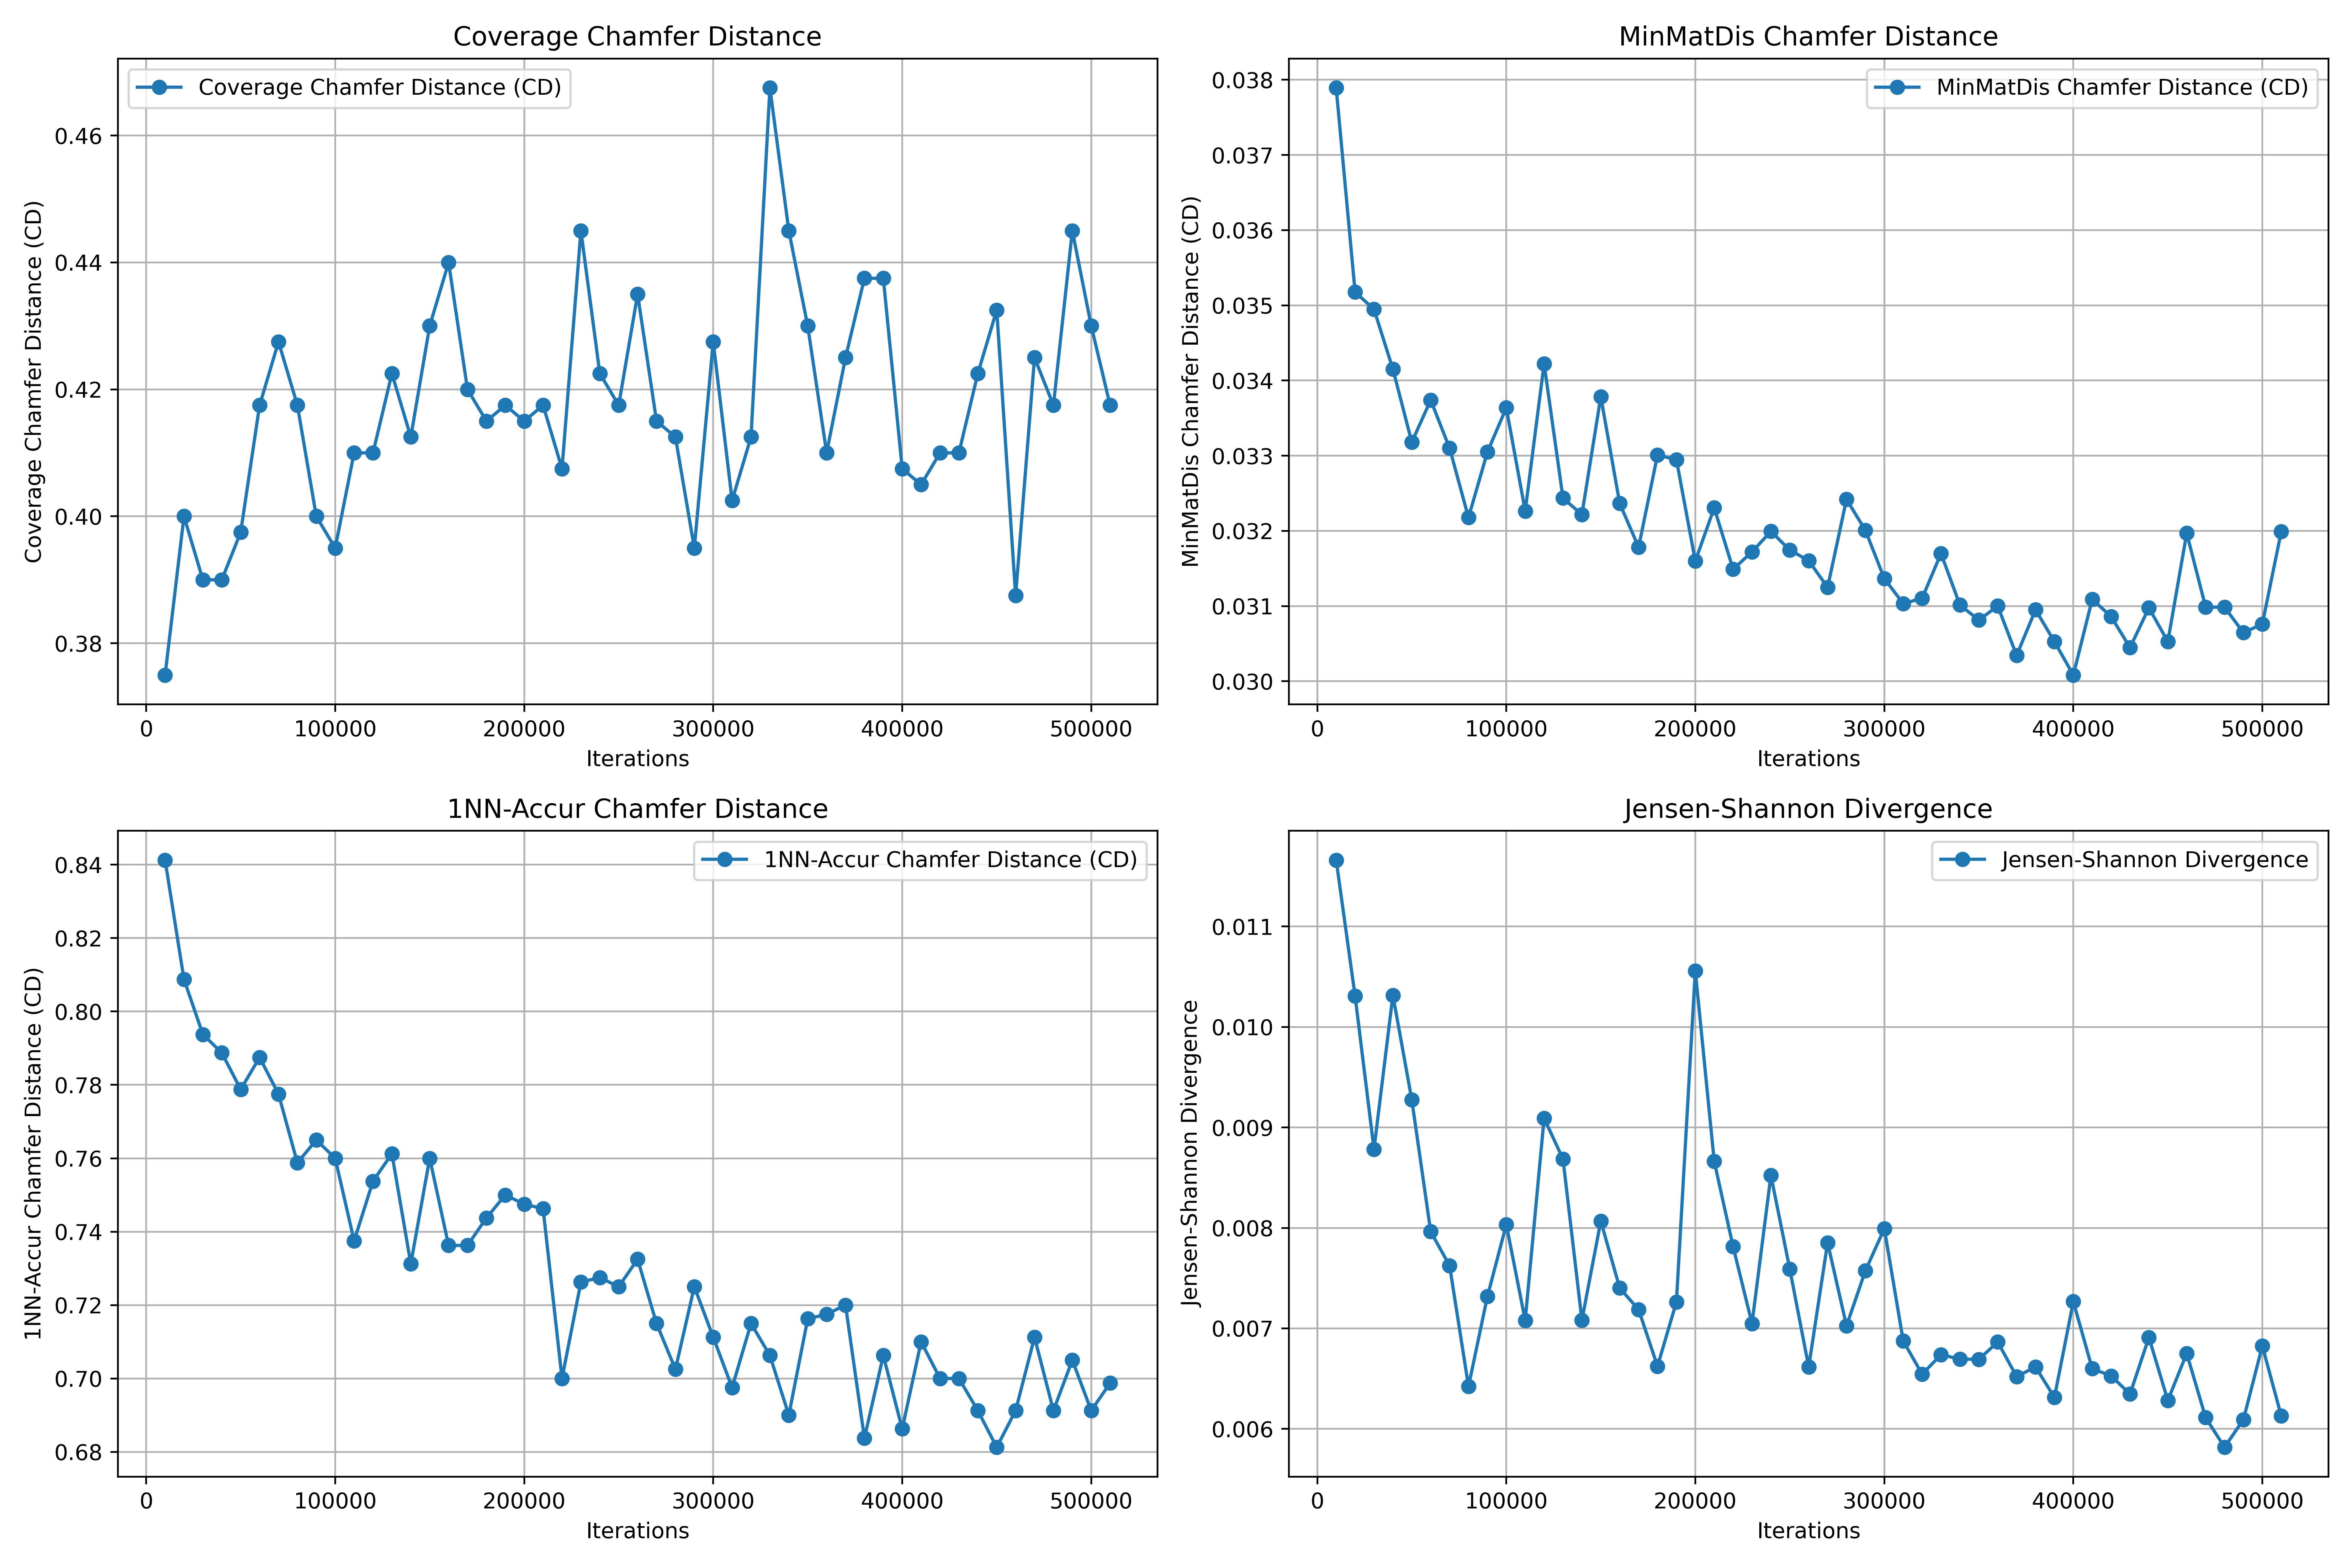 Coverage Chamfer Distance
Coverage Chamfer Distance (CD)
Coverage Chamfer Distance (CD)
0.46
0.44
0.42
0.40
0.38
0 100000 200000 300000 400000 500000
Iterations
MinMatDis Chamfer Distance
MinMatDis Chamfer Distance (CD)
MinMatDis Chamfer Distance (CD)
0.038
0.037
0.036
0.035
0.034
0.033
0.032
0.031
0.030
0 100000 200000 300000 400000 500000
Iterations
1NN-Accur Chamfer Distance
1NN-Accur Chamfer Distance (CD)
1NN-Accur Chamfer Distance (CD)
0.84
0.82
0.80
0.78
0.76
0.74
0.72
0.70
0.68
0 100000 200000 300000 400000 500000
Iterations
Jensen-Shannon Divergence
Jensen-Shannon Divergence
Jensen-Shannon Divergence
0.011
0.010
0.009
0.008
0.007
0.006
0 100000 200000 300000 400000 500000
Iterations